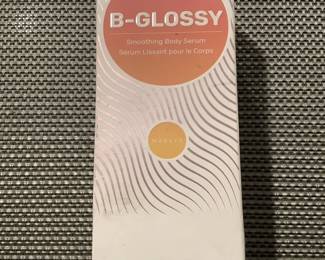 B-GLOSSY
Smoothing Body Serum
Sérum Lissant pour le Corps